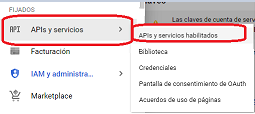 FIJADOS
API APIs y servicios
Facturación
IAM y administra...
Marketplace
Las claves de cuenta de serv
APIs y servicios habilitados
Biblioteca
Credenciales
Pantalla de consentimiento de OAuth
Acuerdos de uso de páginas